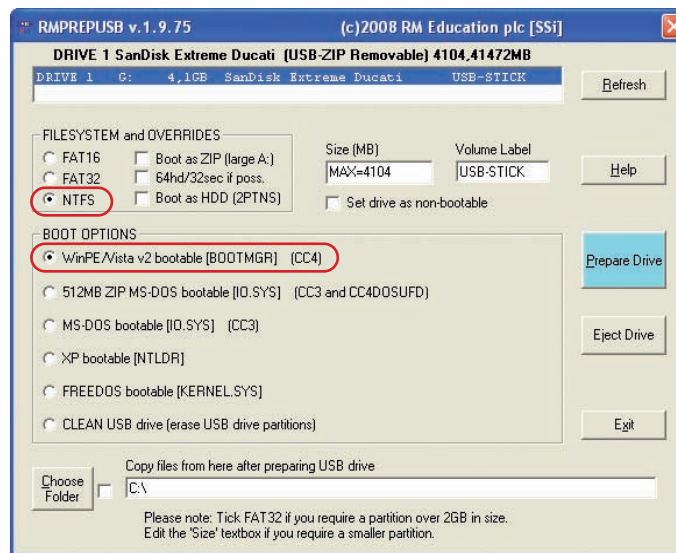 RMPREPUSB v.1.9.75 (c)2008 RM Education plc [SSi]
DRIVE 1 SanDisk Extreme Ducati (USB-ZIP Removable) 4104,41472MB
DRIVE 1 G: 4,1GB SanDisk Extreme Ducati USB-STICK
Refresh
FILESYSTEM and OVERRIDES
FAT16 Boot as ZIP (large A:)
FAT32 64hd/32sec if poss.
NTFS Boot as HDD (2PTNS)
Size (MB) Volume Label
MAX=4104 USB-STICK
Set drive as non-bootable
Help
BOOT OPTIONS
WinPE/Vista v2 bootable [BOOTMGR] (CC4)
512MB ZIP MS-DOS bootable [IO.SYS] (CC3 and CC4DOSUFD)
MS-DOS bootable [IO.SYS] (CC3)
XP bootable [NTLDR]
FREEDOS bootable [KERNEL.SYS]
CLEAN USB drive (erase USB drive partitions)
Prepare Drive
Eject Drive
Exit
Choose
Folder
Copy files from here after preparing USB drive
C:\
Please note: Tick FAT32 if you require a partition over 2GB in size.
Edit the 'Size' textbox if you require a smaller partition.